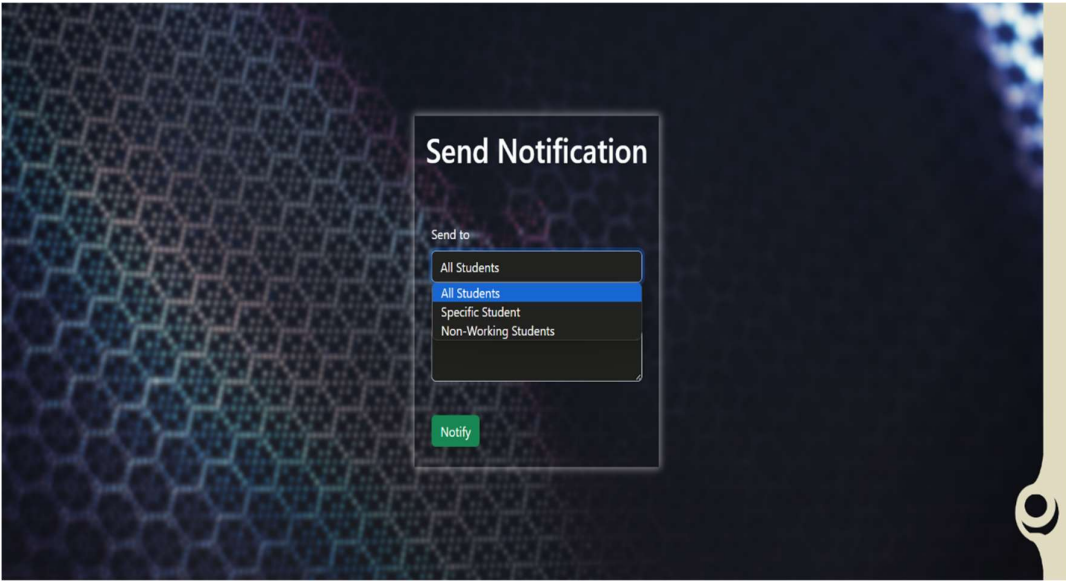 Send Notification
Send to
All Students
All Students
Specific Student
Non-Working Students
Notify